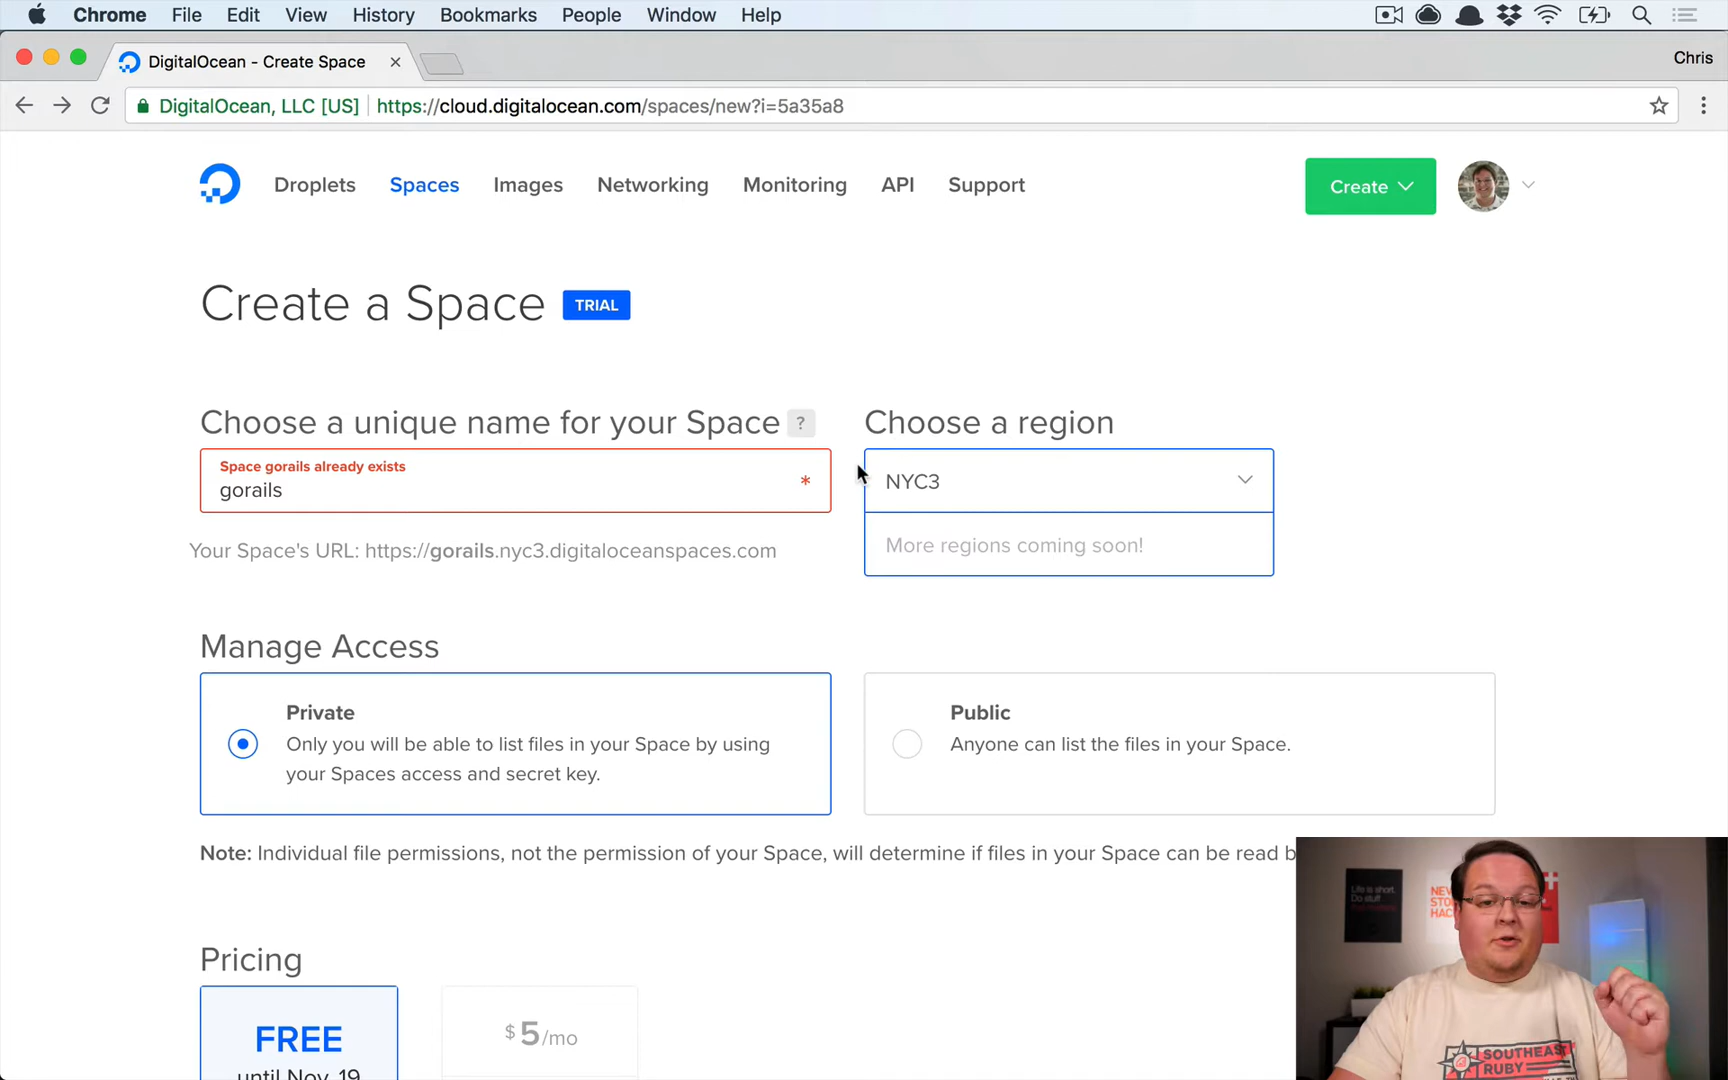 Chrome File Edit View History Bookmarks People Window Help
DigitalOcean - Create Space
Chris
DigitalOcean, LLC [US] https://cloud.digitalocean.com/spaces/new?i=5a35a8
Droplets Spaces Images Networking Monitoring API Support Create
Create a Space TRIAL
Choose a unique name for your Space ?
Space gorails already exists
gorails *
Your Space's URL: https://gorails.nyc3.digitaloceanspaces.com
Choose a region
NYC3
More regions coming soon!
Manage Access
Private
Only you will be able to list files in your Space by using
your Spaces access and secret key.
Public
Anyone can list the files in your Space.
Note: Individual file permissions, not the permission of your Space, will determine if files in your Space can be read b
Pricing
FREE
until Nov. 19
$5/mo
Life is short.
Do stuff
SOUTHEAST
RUBY